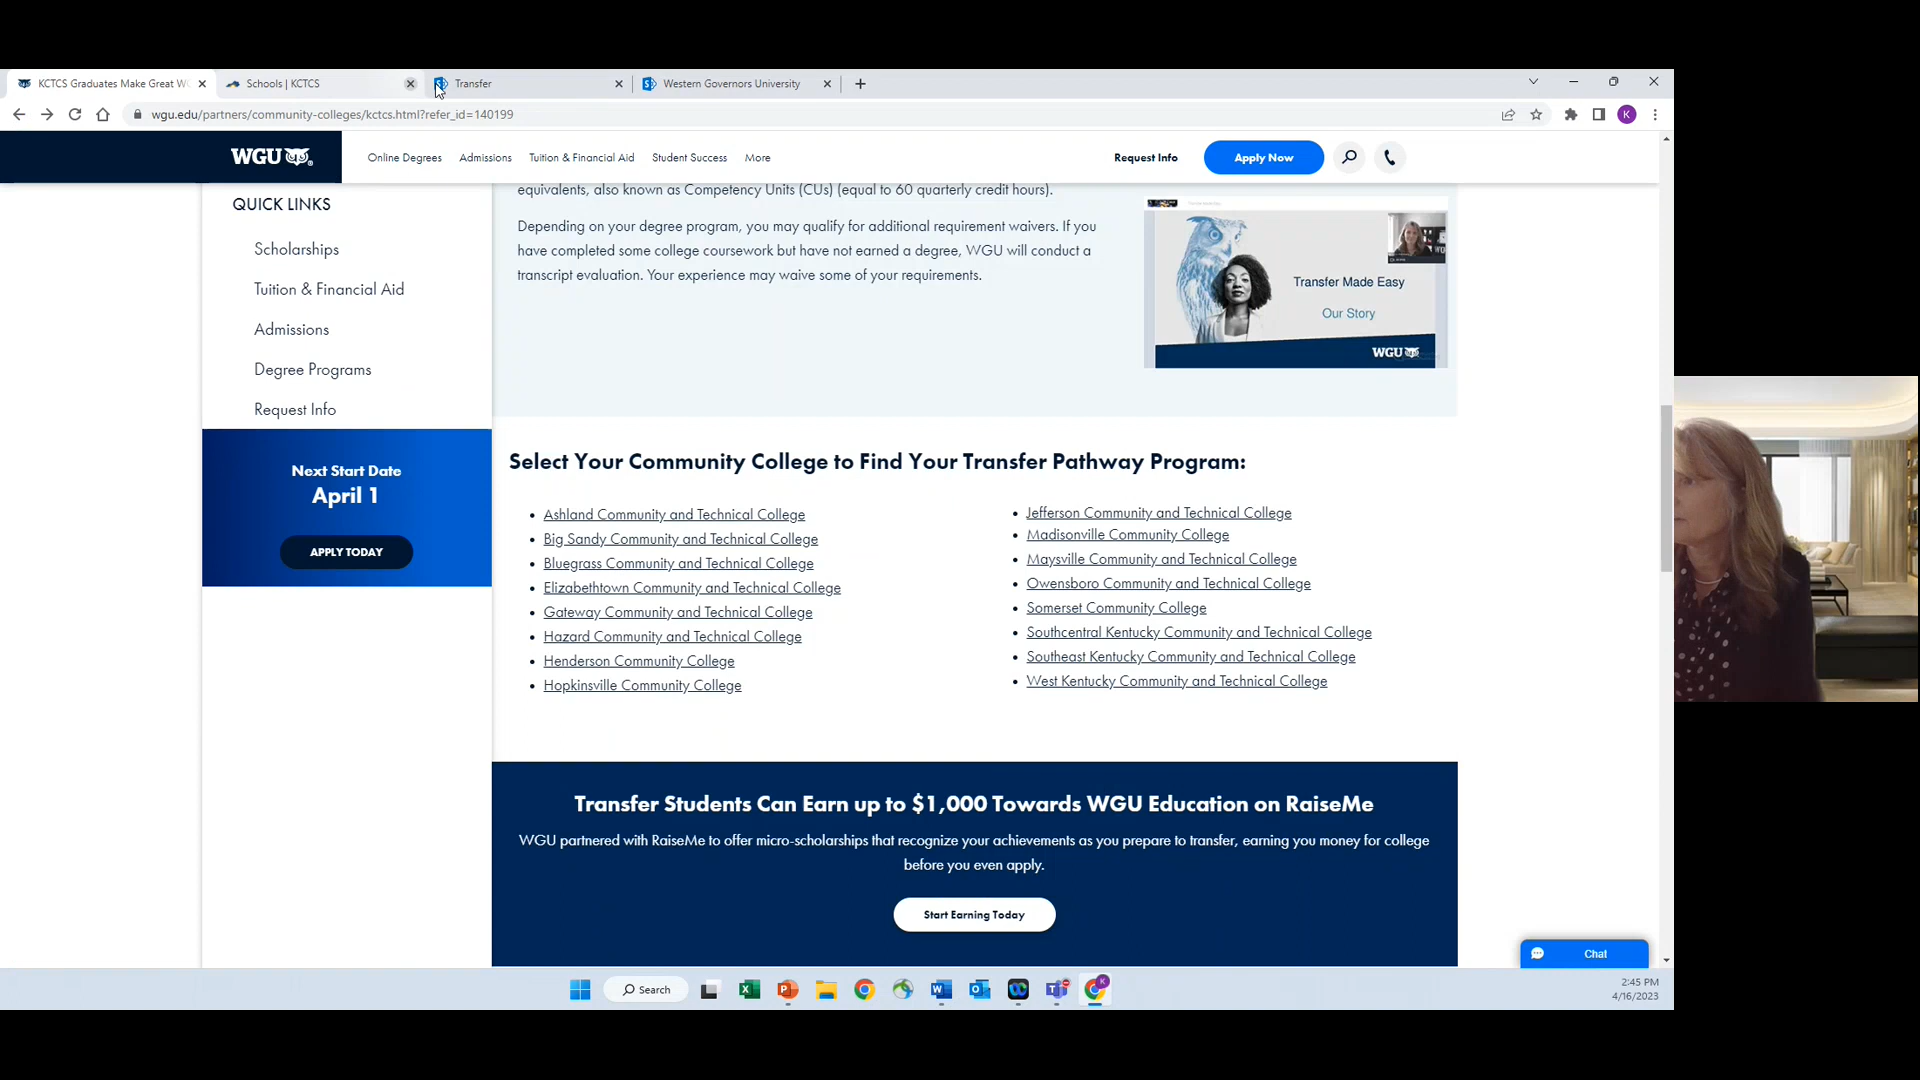 KCTCS Graduates Make Great WG
Schools | KCTCS
Transfer
Western Governors University
wgu.edu/partners/community-colleges/kctcs.html?refer_id=140199
K
WGU
Online Degrees
Admissions
Tuition & Financial Aid
Student Success
More
Request Info
Apply Now
QUICK LINKS
Scholarships
Tuition & Financial Aid
Admissions
Degree Programs
Request Info
Next Start Date
April 1
APPLY TODAY
equivalents, also known as Competency Units (CUs) (equal to 60 quarterly credit hours).
Depending on your degree program, you may qualify for additional requirement waivers. If you
have completed some college coursework but have not earned a degree, WGU will conduct a
transcript evaluation. Your experience may waive some of your requirements.
Transfer Made Easy
Our Story
WGU
Select Your Community College to Find Your Transfer Pathway Program:
Ashland Community and Technical College
Big Sandy Community and Technical College
Bluegrass Community and Technical College
Elizabethtown Community and Technical College
Gateway Community and Technical College
Hazard Community and Technical College
Henderson Community College
Hopkinsville Community College
Jefferson Community and Technical College
Madisonville Community College
Maysville Community and Technical College
Owensboro Community and Technical College
Somerset Community College
Southcentral Kentucky Community and Technical College
Southeast Kentucky Community and Technical College
West Kentucky Community and Technical College
Transfer Students Can Earn up to $1,000 Towards WGU Education on RaiseMe
WGU partnered with RaiseMe to offer micro-scholarships that recognize your achievements as you prepare to transfer, earning you money for college
before you even apply.
Start Earning Today
Chat
Search
2:45 PM
4/16/2023